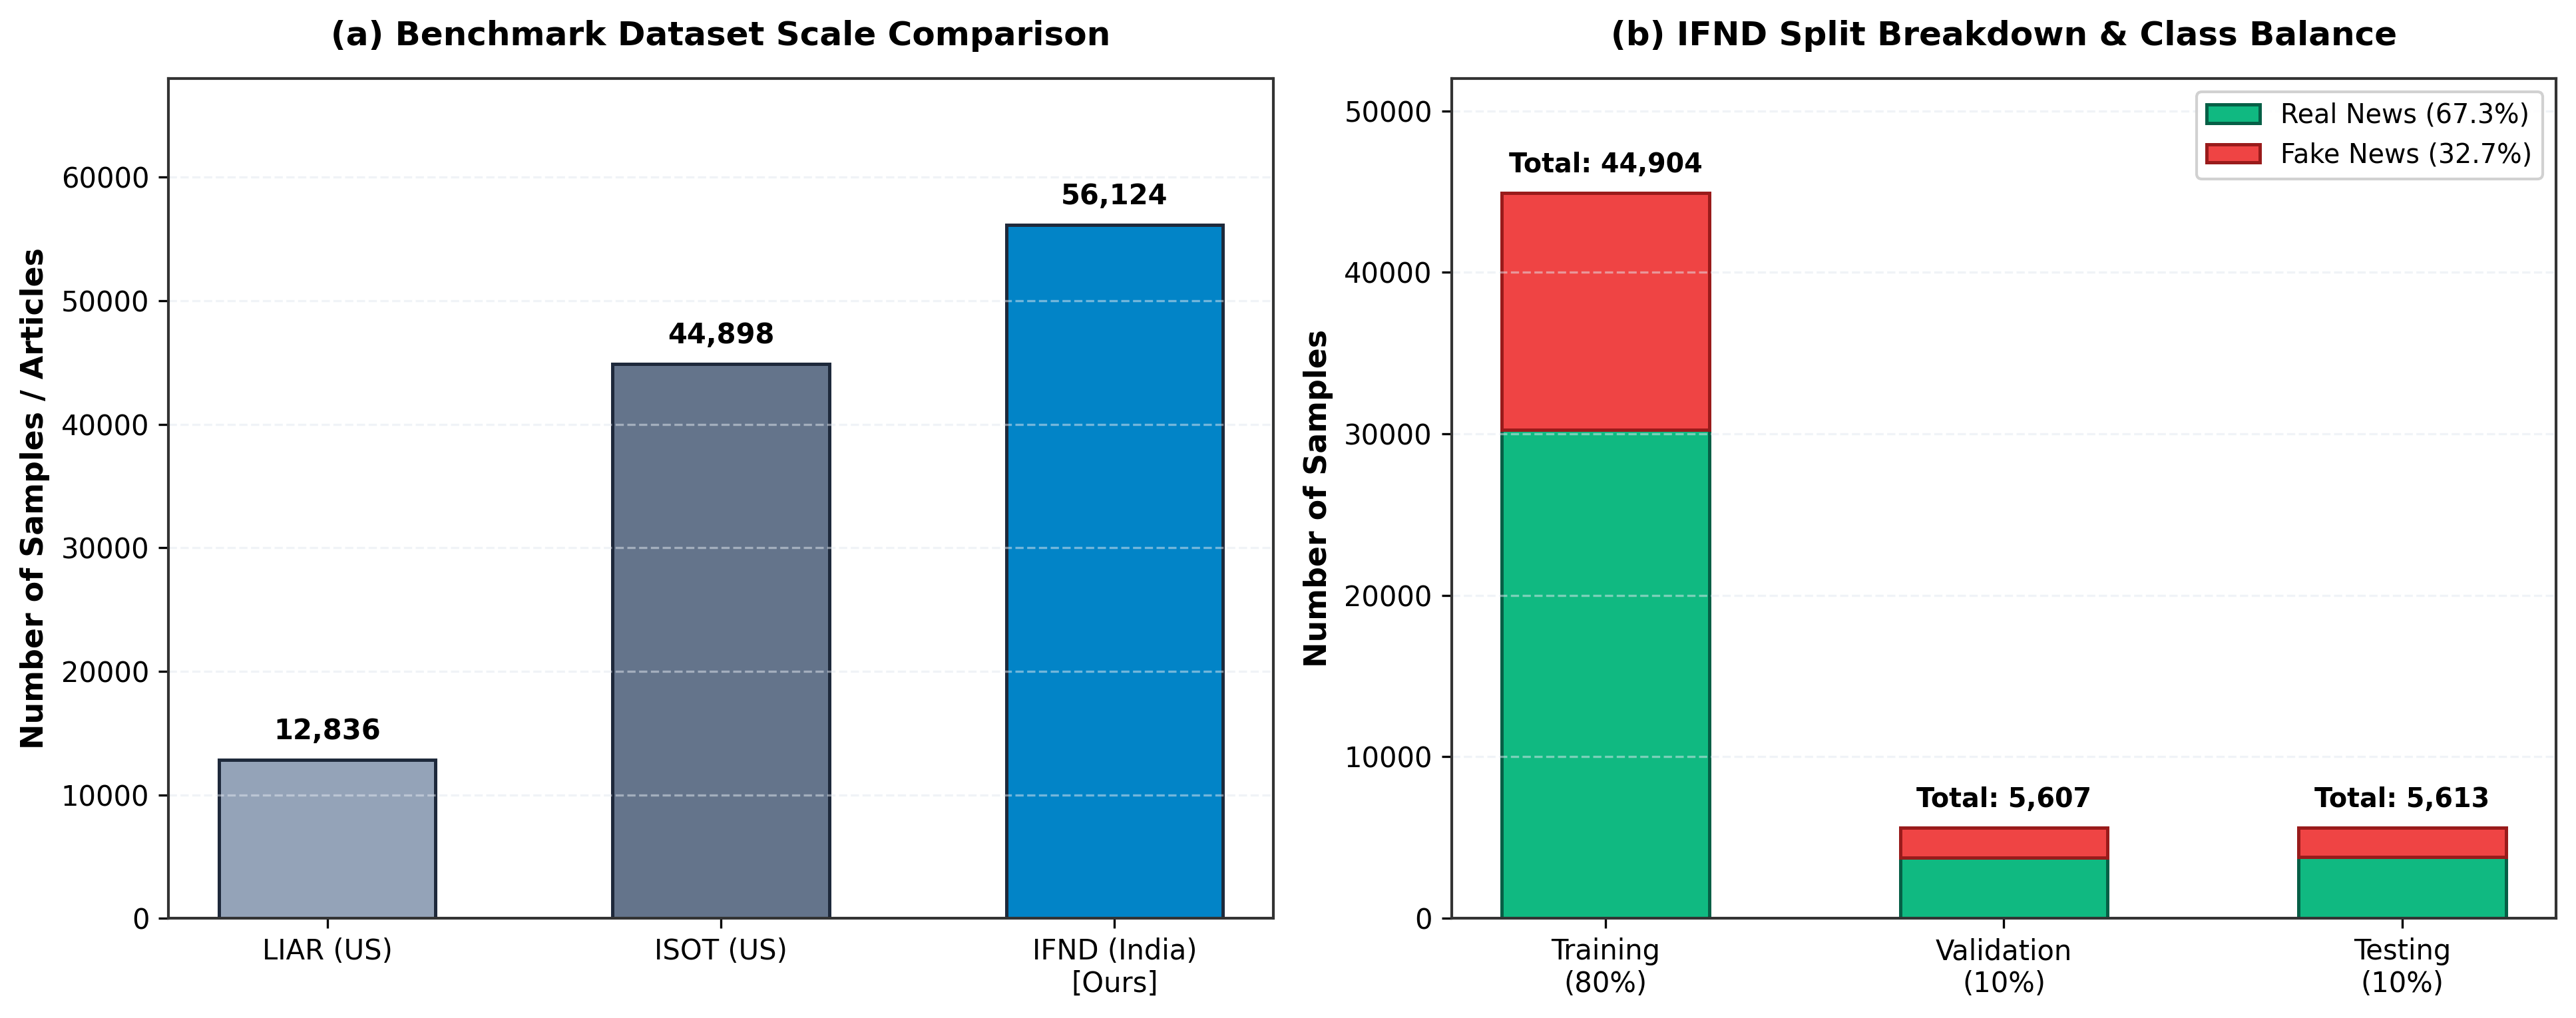 (a) Benchmark Dataset Scale Comparison
Number of Samples / Articles
60000
50000
40000
30000
20000
10000
0
12,836
44,898
56,124
LIAR (US)
ISOT (US)
IFND (India)
[Ours]
(b) IFND Split Breakdown & Class Balance
Number of Samples
50000
40000
30000
20000
10000
0
Real News (67.3%)
Fake News (32.7%)
Total: 44,904
Total: 5,607
Total: 5,613
Training
(80%)
Validation
(10%)
Testing
(10%)